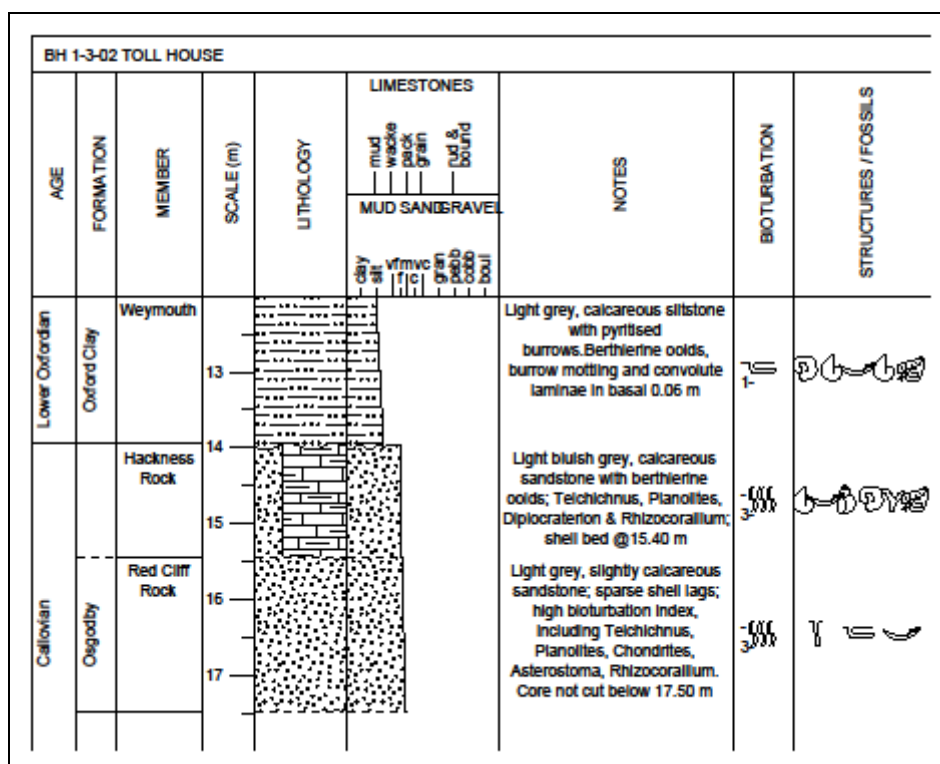 BH 1-3-02 TOLL HOUSE
AGE
FORMATION
MEMBER
SCALE (m)
LITHOLOGY
LIMESTONES
mud
wacke
pack
grain
rud &
bound
MUD SAND GRAVEL
clay
silt
vf
f
m
c
vc
gran
pebb
cobb
boul
NOTES
BIOTURBATION
STRUCTURES / FOSSILS
Lower Oxfordian
Oxford Clay
Weymouth
13
Light grey, calcareous siltstone
with pyritised
burrows.Berthierine ooids,
burrow mottling and convolute
laminae in basal 0.06 m
1-
14
Callovian
Osgodby
Hackness
Rock
15
Light bluish grey, calcareous
sandstone with berthierine
ooids; Teichichnus, Planolites,
Diplocraterion & Rhizocorallium;
shell bed @15.40 m
3-
Red Cliff
Rock
16
17
Light grey, slightly calcareous
sandstone; sparse shell lags;
high bioturbation index,
including Teichichnus,
Planolites, Chondrites,
Asterostoma, Rhizocorallium.
Core not cut below 17.50 m
3-